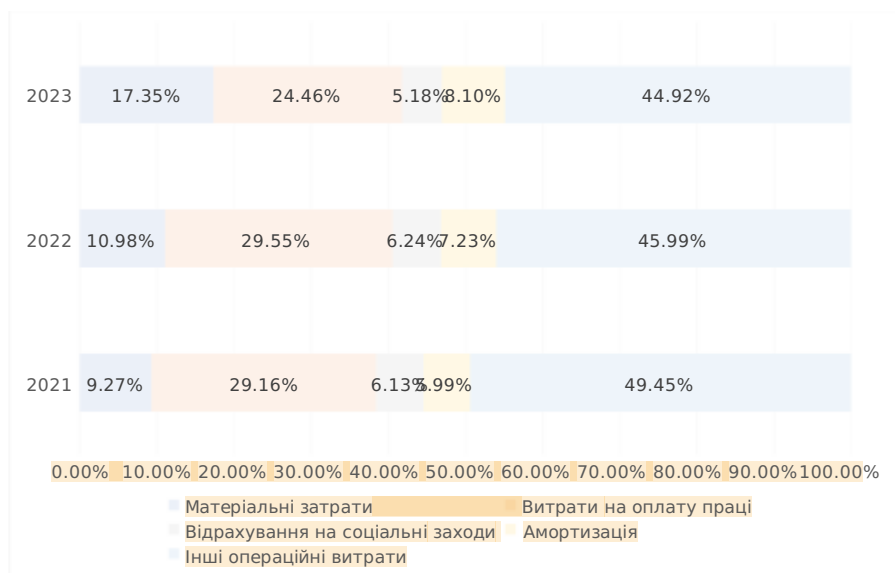 2023 17.35% 24.46% 5.18% 8.10% 44.92%
2022 10.98% 29.55% 6.24% 7.23% 45.99%
2021 9.27% 29.16% 6.13% 5.99% 49.45%
0.00% 10.00% 20.00% 30.00% 40.00% 50.00% 60.00% 70.00% 80.00% 90.00% 100.00%
Матеріальні затрати Витрати на оплату праці
Відрахування на соціальні заходи Амортизація
Інші операційні витрати